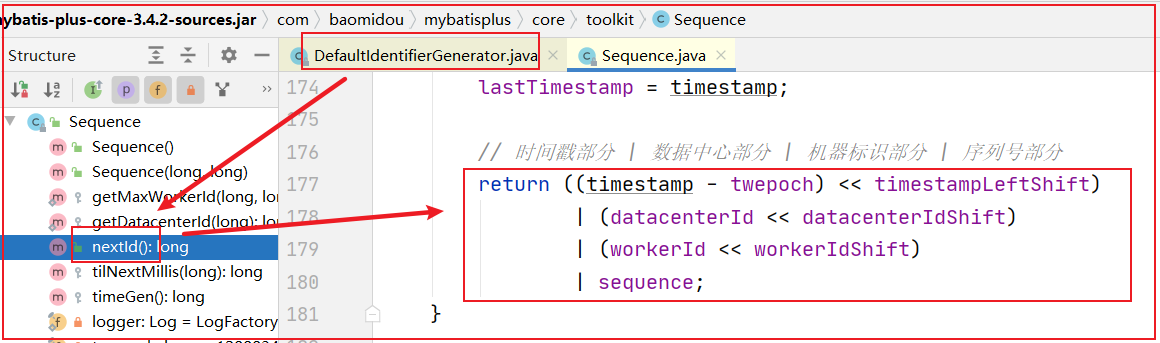 mybatis-plus-core-3.4.2-sources.jar com baomidou mybatisplus core toolkit Sequence
Structure
DefaultIdentifierGenerator.java
Sequence.java
Sequence
Sequence()
Sequence(long, long)
getMaxWorkerId(long, lon
getDatacenterId(long): lon
nextId(): long
tilNextMillis(long): long
timeGen(): long
logger: Log = LogFactory
174 lastTimestamp = timestamp;
175
176 // 时间戳部分 | 数据中心部分 | 机器标识部分 | 序列号部分
177 return ((timestamp - twepoch) << timestampLeftShift)
178 | (datacenterId << datacenterIdShift)
179 | (workerId << workerIdShift)
180 | sequence;
181 }